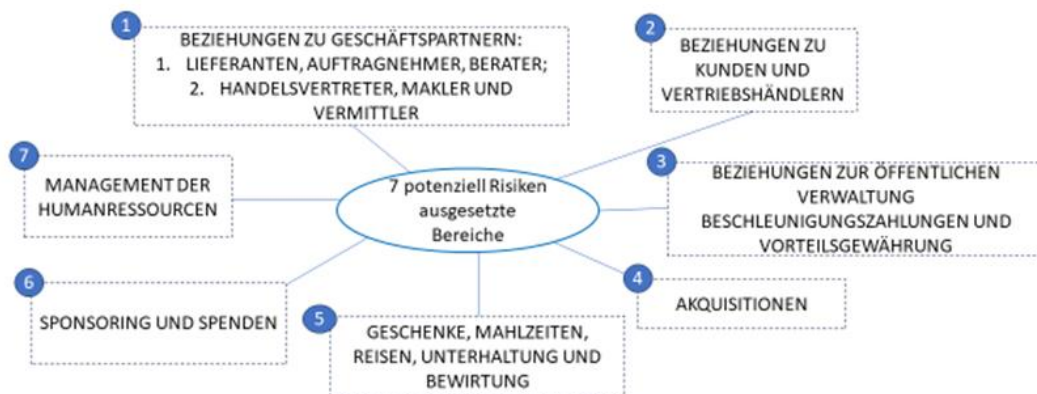 1
BEZIEHUNGEN ZU GESCHÄFTSPARTNERN:
1. LIEFERANTEN, AUFTRAGNEHMER, BERATER;
2. HANDELSVERTRETER, MAKLER UND
VERMITTLER
2
BEZIEHUNGEN ZU
KUNDEN UND
VERTRIEBSHÄNDLERN
7
MANAGEMENT DER
HUMANRESSOURCEN
7 potenziell Risiken
ausgesetzte
Bereiche
3
BEZIEHUNGEN ZUR ÖFFENTLICHEN
VERWALTUNG
BESCHLEUNIGUNGSZAHLUNGEN UND
VORTEILSGEWÄHRUNG
6
SPONSORING UND SPENDEN
5
GESCHENKE, MAHLZEITEN,
REISEN, UNTERHALTUNG UND
BEWIRTUNG
4
AKQUISITIONEN